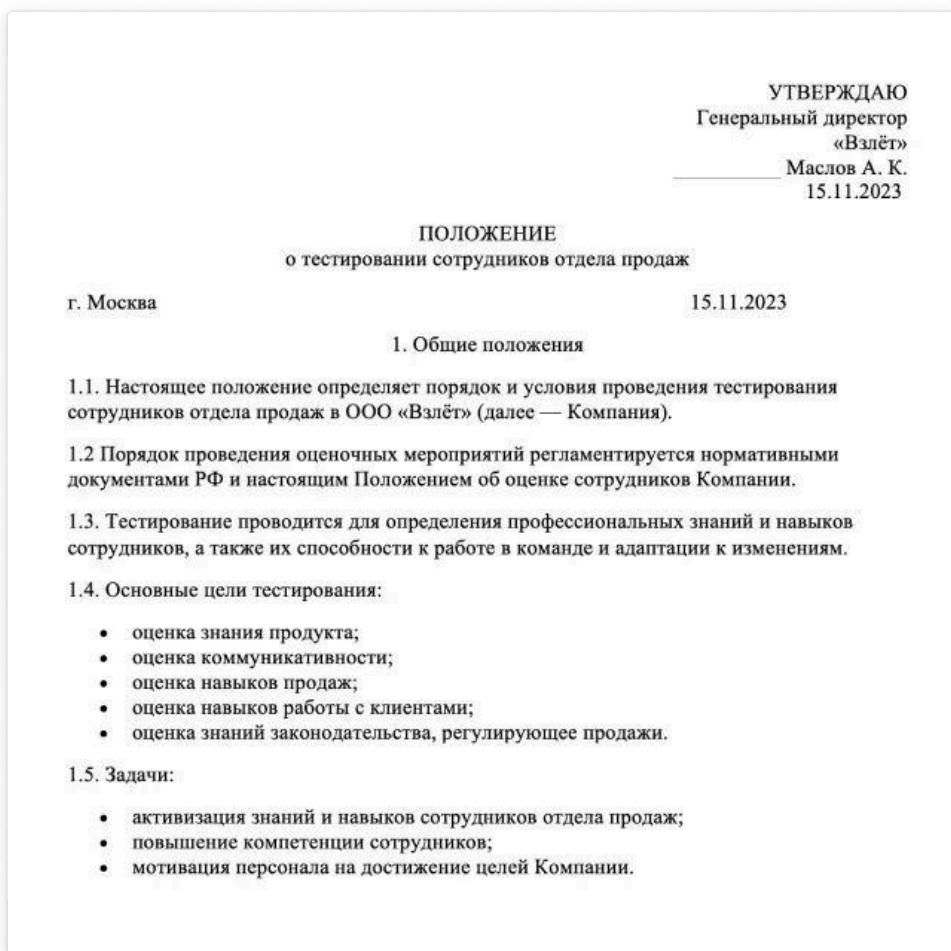 УТВЕРЖДАЮ
Генеральный директор
«Взлёт»
__________ Маслов А. К.
15.11.2023
ПОЛОЖЕНИЕ
о тестировании сотрудников отдела продаж
г. Москва 15.11.2023
1. Общие положения
1.1. Настоящее положение определяет порядок и условия проведения тестирования
сотрудников отдела продаж в ООО «Взлёт» (далее — Компания).
1.2 Порядок проведения оценочных мероприятий регламентируется нормативными
документами РФ и настоящим Положением об оценке сотрудников Компании.
1.3. Тестирование проводится для определения профессиональных знаний и навыков
сотрудников, а также их способности к работе в команде и адаптации к изменениям.
1.4. Основные цели тестирования:
• оценка знания продукта;
• оценка коммуникативности;
• оценка навыков продаж;
• оценка навыков работы с клиентами;
• оценка знаний законодательства, регулирующее продажи.
1.5. Задачи:
• активизация знаний и навыков сотрудников отдела продаж;
• повышение компетенции сотрудников;
• мотивация персонала на достижение целей Компании.